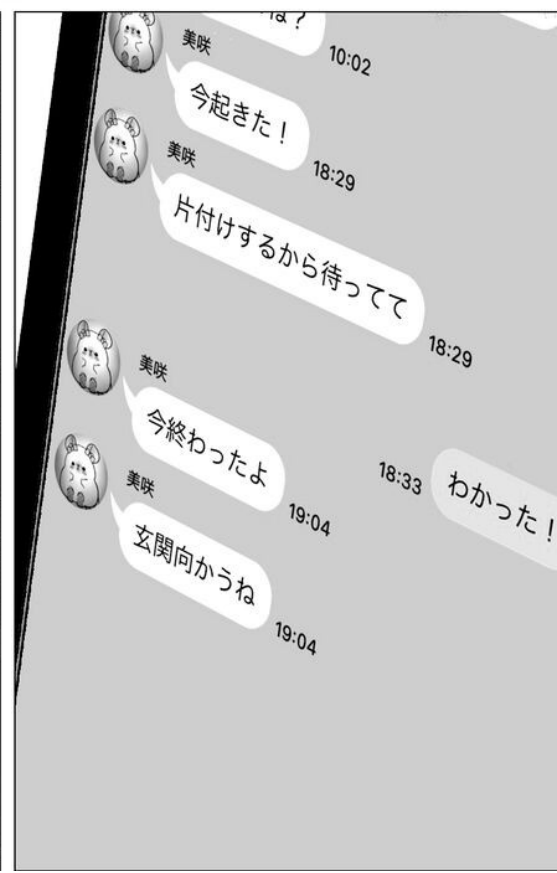 ね？
10:02
美咲
今起きた！
18:29
美咲
片付けするから待ってて
18:29
わかった！
18:33
美咲
今終わったよ
19:04
美咲
玄関向かうね
19:04